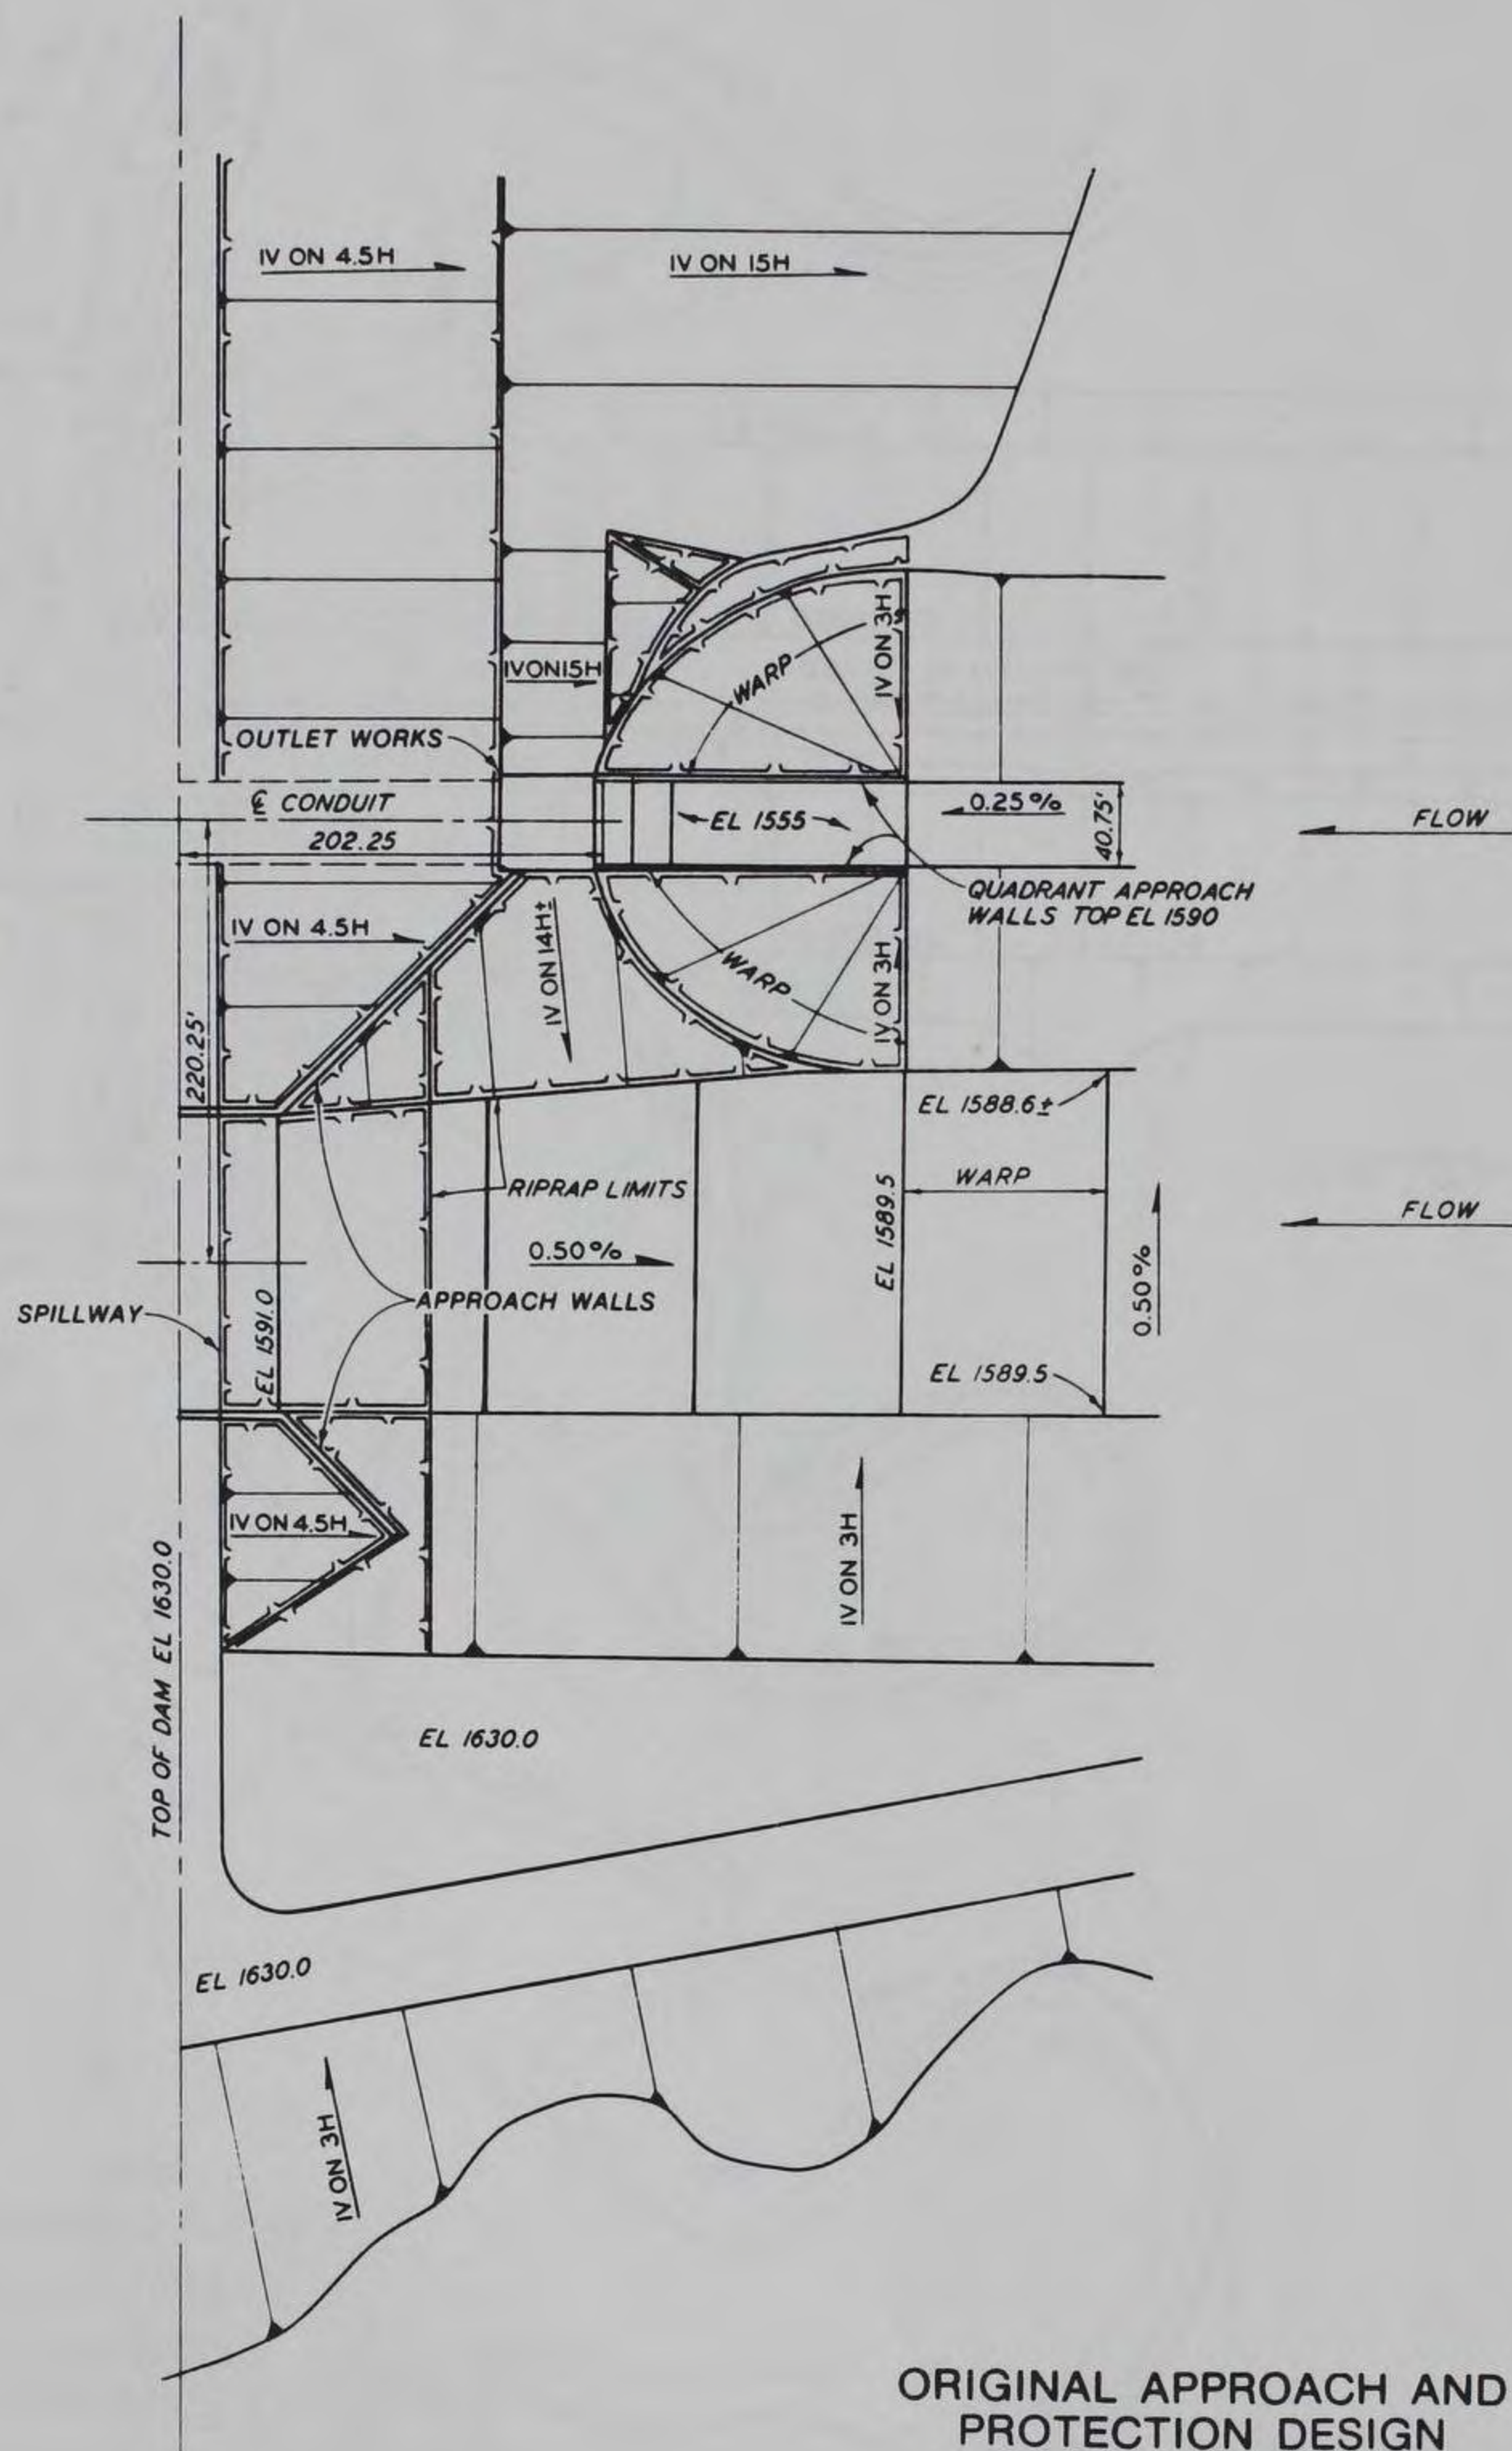 IV ON 4.5H
IV ON 15H
IV ON 3H
WARP
IV ON 15H
OUTLET WORKS
℄ CONDUIT
EL 1555
0.25%
40.75'
FLOW
202.25
QUADRANT APPROACH
WALLS TOP EL 1590
IV ON 4.5H
IV ON 14H±
WARP
IV ON 3H
220.25'
EL 1588.6±
RIPRAP LIMITS
EL 1589.5
WARP
FLOW
0.50%
0.50%
APPROACH WALLS
SPILLWAY
EL 1591.0
EL 1589.5
IV ON 4.5H
IV ON 3H
TOP OF DAM EL 1630.0
EL 1630.0
EL 1630.0
IV ON 3H
ORIGINAL APPROACH AND
PROTECTION DESIGN